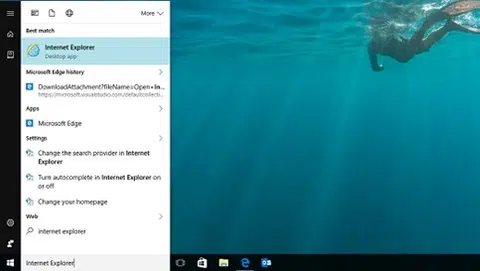 More
Best match
Internet Explorer
Desktop app
Microsoft Edge history
DownloadAttachment?fileName=Open+In...
https://microsoft.visualstudio.com/defaultcollecti...
Apps
Microsoft Edge
Settings
Change the search provider in Internet
Explorer
Turn autocomplete in Internet Explorer on
or off
Change your homepage
Web
internet explorer
Internet Explorer